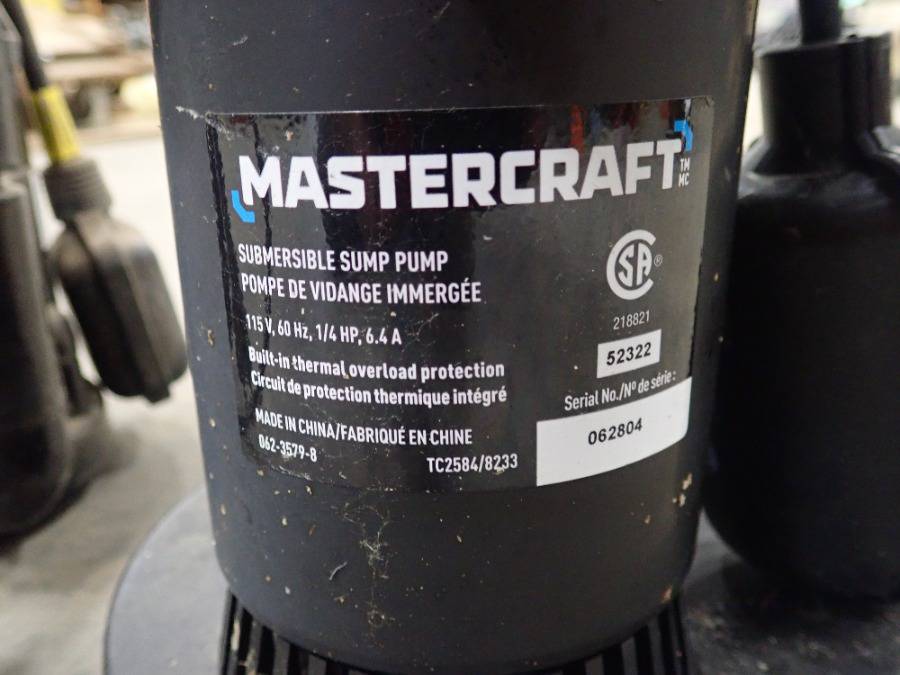 MASTERCRAFT TM MC
SUBMERSIBLE SUMP PUMP
POMPE DE VIDANGE IMMERGÉE
115 V, 60 Hz, 1/4 HP, 6.4 A
Built-in thermal overload protection
Circuit de protection thermique intégré
MADE IN CHINA/FABRIQUÉ EN CHINE
062-3579-8
TC2584/8233
CSA®
218821
52322
Serial No./Nº de série :
062804